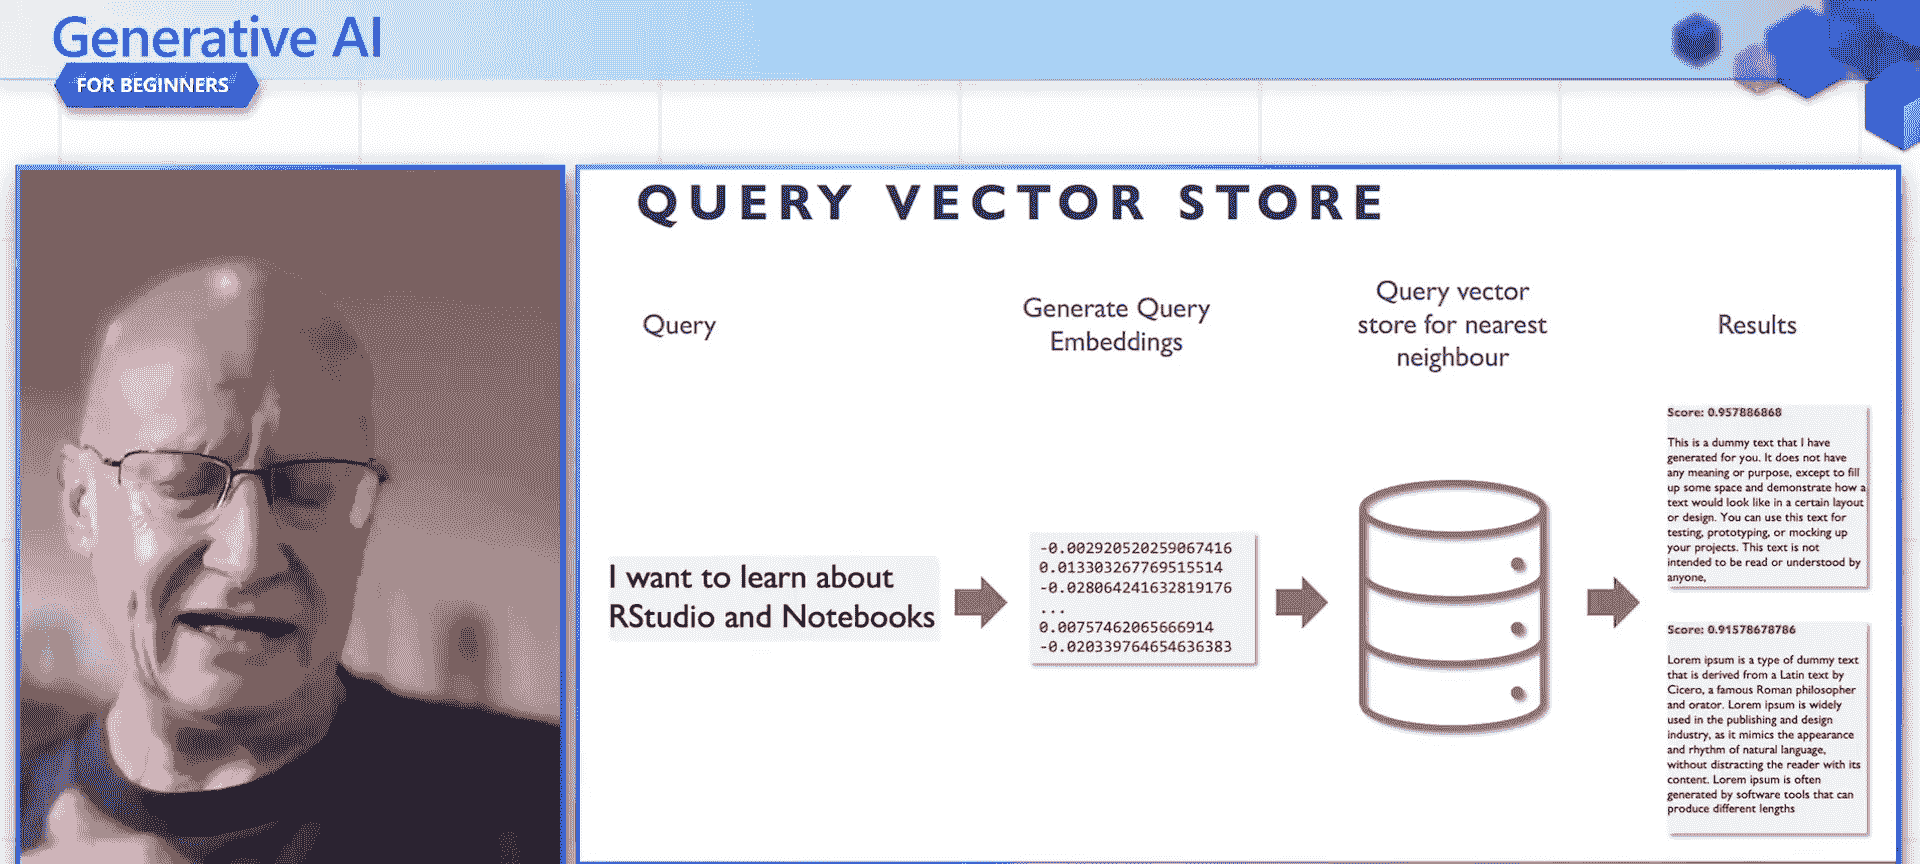 Generative AI
FOR BEGINNERS
QUERY VECTOR STORE
Query
Generate Query
Embeddings
Query vector
store for nearest
neighbour
Results
I want to learn about
RStudio and Notebooks
-0.002920520259067416
0.013303267769515514
-0.028064241632819176
...
0.00757462065666914
-0.020339764654636383
Score: 0.957886868
This is a dummy text that I have
generated for you. It does not have
any meaning or purpose, except to fill
up some space and demonstrate how a
text would look like in a certain layout
or design. You can use this text for
testing, prototyping, or mocking up
your projects. This text is not
intended to be read or understood by
anyone,
Score: 0.91578678786
Lorem ipsum is a type of dummy text
that is derived from a Latin text by
Cicero, a famous Roman philosopher
and orator. Lorem ipsum is widely
used in the publishing and design
industry, as it mimics the appearance
and rhythm of natural language,
without distracting the reader with its
content. Lorem ipsum is often
generated by software tools that can
produce different lengths